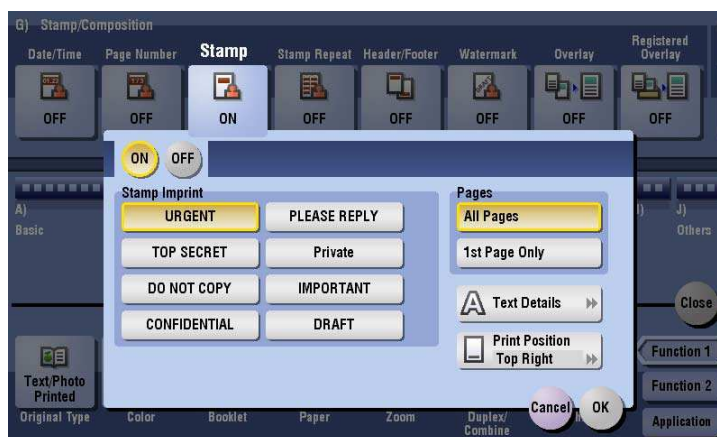 G) Stamp/Composition
Date/Time Page Number Stamp Stamp Repeat Header/Footer Watermark Overlay Registered Overlay
OFF OFF ON OFF OFF OFF OFF OFF
ON OFF
Stamp Imprint
URGENT PLEASE REPLY
TOP SECRET Private
DO NOT COPY IMPORTANT
CONFIDENTIAL DRAFT
Pages
All Pages
1st Page Only
Text Details
Print Position
Top Right
Cancel OK
A)
Basic
J)
Others
Close
Text/Photo
Printed
Function 1
Function 2
Application
Original Type Color Booklet Paper Zoom Duplex/
Combine